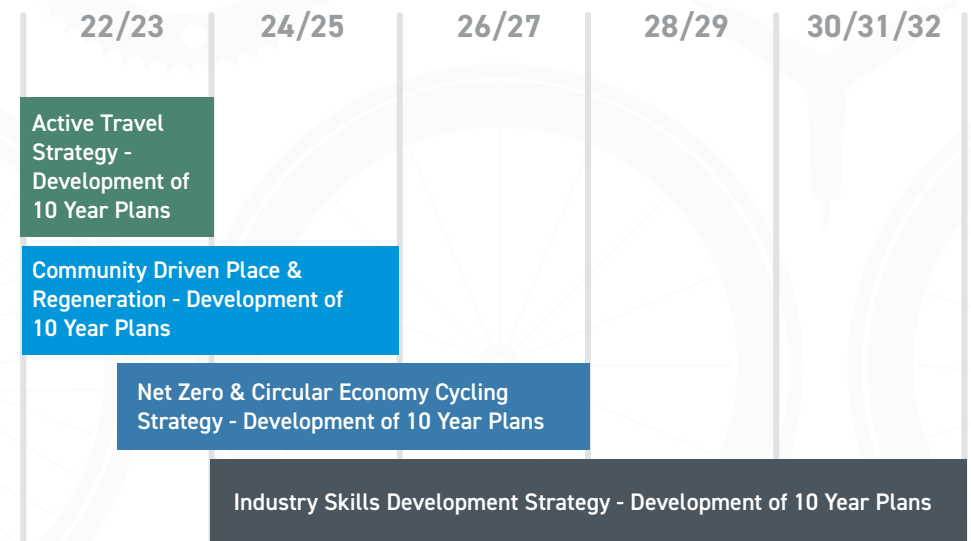 22/23 24/25 26/27 28/29 30/31/32
Active Travel
Strategy -
Development of
10 Year Plans
Community Driven Place &
Regeneration - Development of
10 Year Plans
Net Zero & Circular Economy Cycling
Strategy - Development of 10 Year Plans
Industry Skills Development Strategy - Development of 10 Year Plans